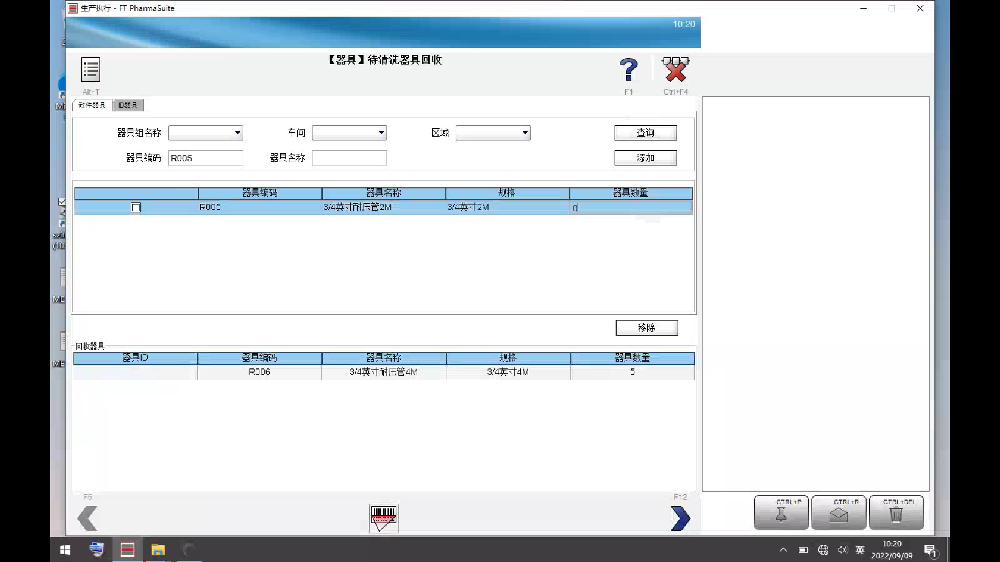 生产执行 - FT PharmaSuite
10:20
【器具】待清洗器具回收
Alt+T
F1
Ctrl+F4
散件器具
ID器具
器具组名称
车间
区域
查询
器具编码
R005
器具名称
添加
器具编码 器具名称 规格 器具数量
R005 3/4英寸耐压管2M 3/4英寸2M 0
移除
回收器具
器具ID 器具编码 器具名称 规格 器具数量
R006 3/4英寸耐压管4M 3/4英寸4M 5
F5
F12
CTRL+P
CTRL+R
CTRL+DEL
英
10:20
2022/09/09
1